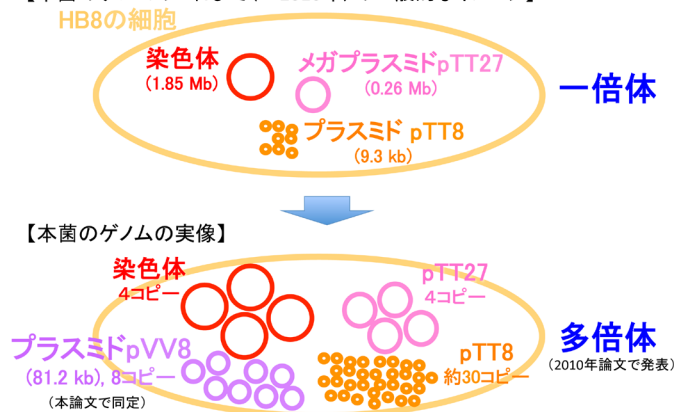 HB8の細胞
染色体
(1.85 Mb)
メガプラスミドpTT27
(0.26 Mb)
プラスミド pTT8
(9.3 kb)
一倍体
【本菌のゲノムの実像】
染色体
4コピー
pTT27
4コピー
プラスミドpVV8
(81.2 kb), 8コピー
(本論文で同定)
pTT8
約30コピー
多倍体
(2010年論文で発表)